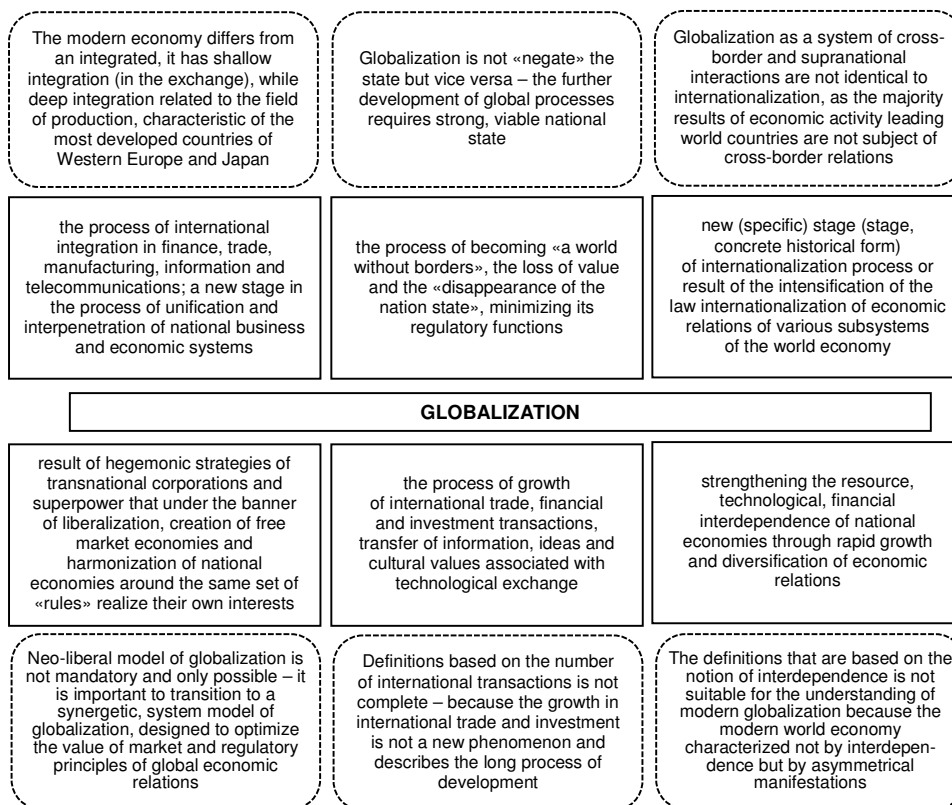 The modern economy differs from
an integrated, it has shallow
integration (in the exchange), while
deep integration related to the field
of production, characteristic of the
most developed countries of
Western Europe and Japan
Globalization is not «negate» the
state but vice versa – the further
development of global processes
requires strong, viable national
state
Globalization as a system of cross-
border and supranational
interactions are not identical to
internationalization, as the majority
results of economic activity leading
world countries are not subject of
cross-border relations
the process of international
integration in finance, trade,
manufacturing, information and
telecommunications; a new stage in
the process of unification and
interpenetration of national business
and economic systems
the process of becoming «a world
without borders», the loss of value
and the «disappearance of the
nation state», minimizing its
regulatory functions
new (specific) stage (stage,
concrete historical form)
of internationalization process or
result of the intensification of the
law internationalization of economic
relations of various subsystems
of the world economy
GLOBALIZATION
result of hegemonic strategies of
transnational corporations and
superpower that under the banner
of liberalization, creation of free
market economies and
harmonization of national
economies around the same set of
«rules» realize their own interests
the process of growth
of international trade, financial
and investment transactions,
transfer of information, ideas and
cultural values associated with
technological exchange
strengthening the resource,
technological, financial
interdependence of national
economies through rapid growth
and diversification of economic
relations
Neo-liberal model of globalization is
not mandatory and only possible – it
is important to transition to a
synergetic, system model of
globalization, designed to optimize
the value of market and regulatory
principles of global economic
relations
Definitions based on the number
of international transactions is not
complete – because the growth in
international trade and investment
is not a new phenomenon and
describes the long process of
development
The definitions that are based on the
notion of interdependence is not
suitable for the understanding of
modern globalization because the
modern world economy
characterized not by interdepen-
dence but by asymmetrical
manifestations